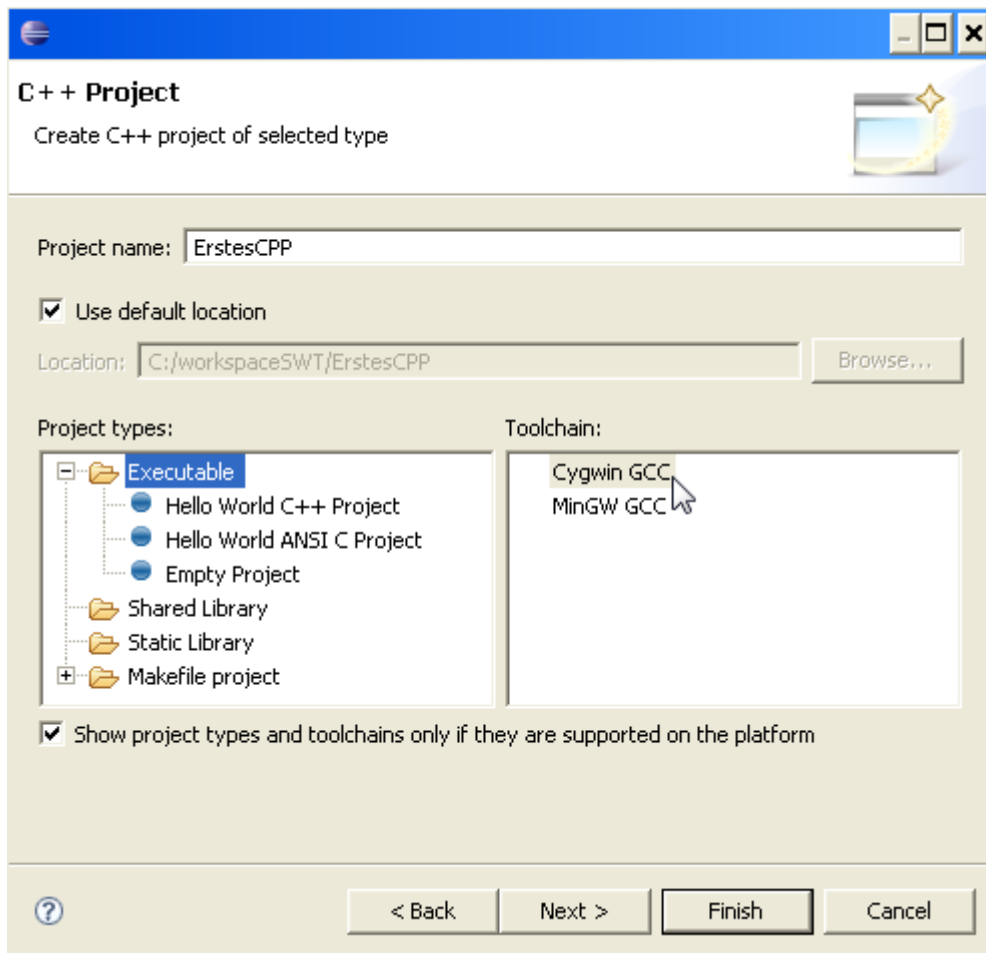 C++ Project
Create C++ project of selected type
Project name: ErstesCPP
Use default location
Location: C:/workspaceSWT/ErstesCPP Browse...
Project types: Toolchain:
Executable Cygwin GCC
Hello World C++ Project MinGW GCC
Hello World ANSI C Project
Empty Project
Shared Library
Static Library
Makefile project
Show project types and toolchains only if they are supported on the platform
< Back Next > Finish Cancel